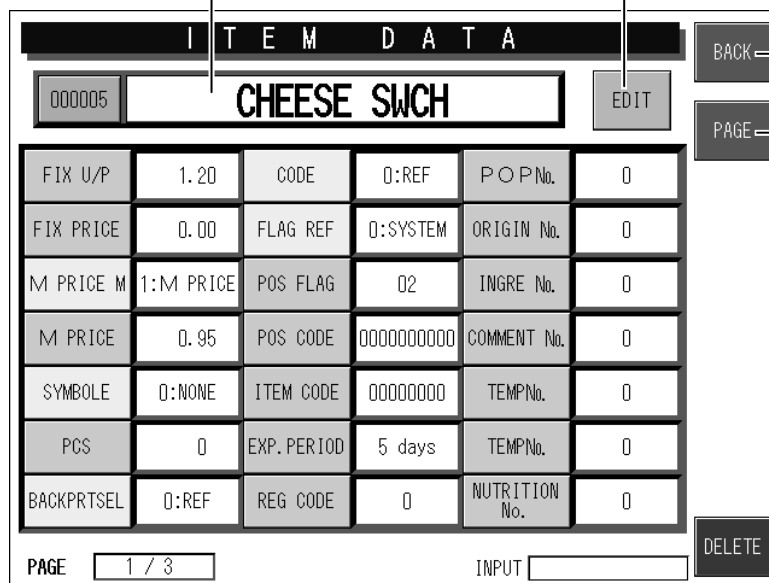 ITEM DATA
BACK
000005 CHEESE SWCH EDIT
PAGE
FIX U/P 1.20 CODE 0:REF POPNo. 0
FIX PRICE 0.00 FLAG REF 0:SYSTEM ORIGIN No. 0
M PRICE M 1:M PRICE POS FLAG 02 INGRE No. 0
M PRICE 0.95 POS CODE 0000000000 COMMENT No. 0
SYMBOLE 0:NONE ITEM CODE 00000000 TEMPNo. 0
PCS 0 EXP.PERIOD 5 days TEMPNo. 0
BACKPRTSEL 0:REF REG CODE 0 NUTRITION No. 0
PAGE 1 / 3 INPUT
DELETE